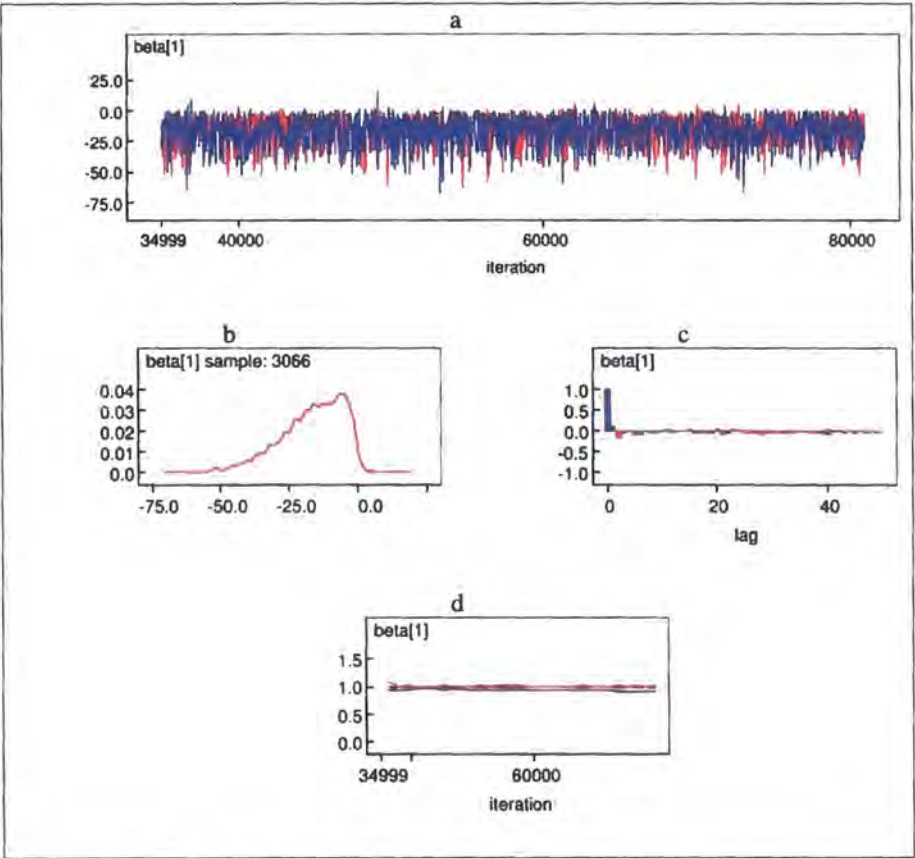 a
beta[1]
25.0
0.0
-25.0
-50.0
-75.0
34999 40000 60000 80000
iteration
b
beta[1] sample: 3066
0.04
0.03
0.02
0.01
0.0
-75.0 -50.0 -25.0 0.0
c
beta[1]
1.0
0.5
0.0
-0.5
-1.0
0 20 40
lag
d
beta[1]
1.5
1.0
0.5
0.0
34999 60000
iteration